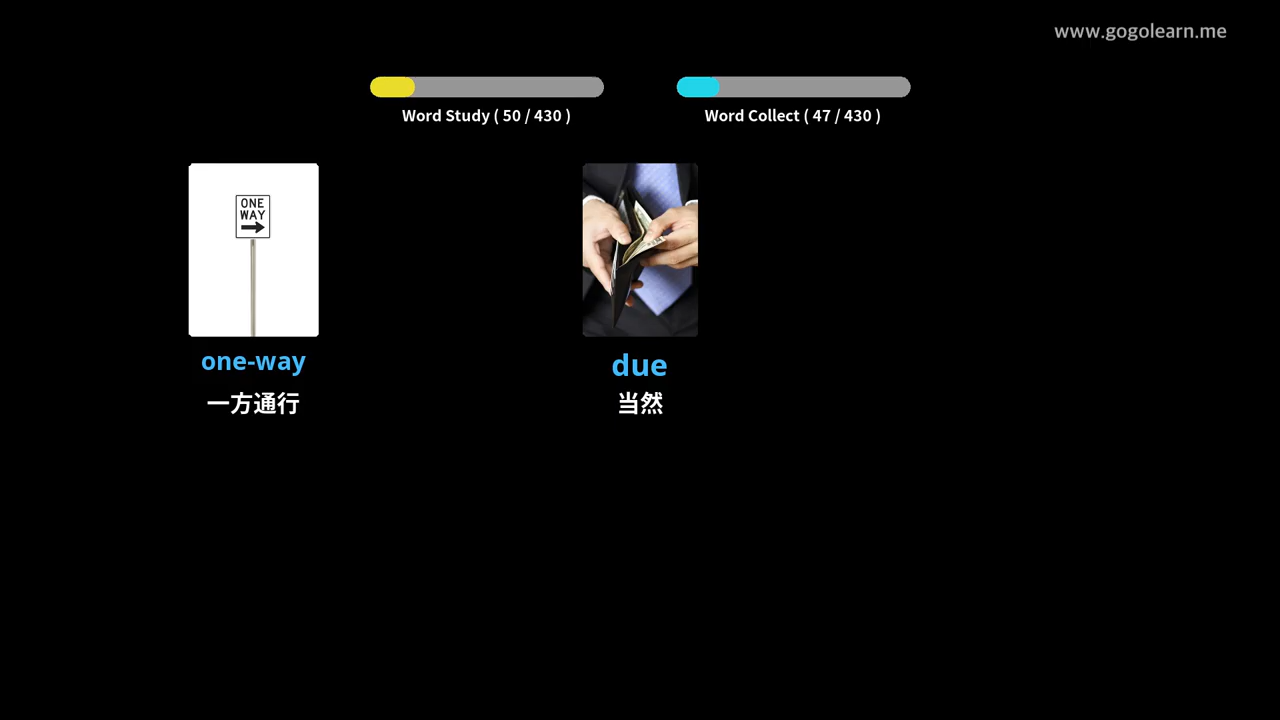 www.gogolearn.me
Word Study ( 50 / 430 )
Word Collect ( 47 / 430 )
ONE
WAY
one-way
一方通行
due
当然